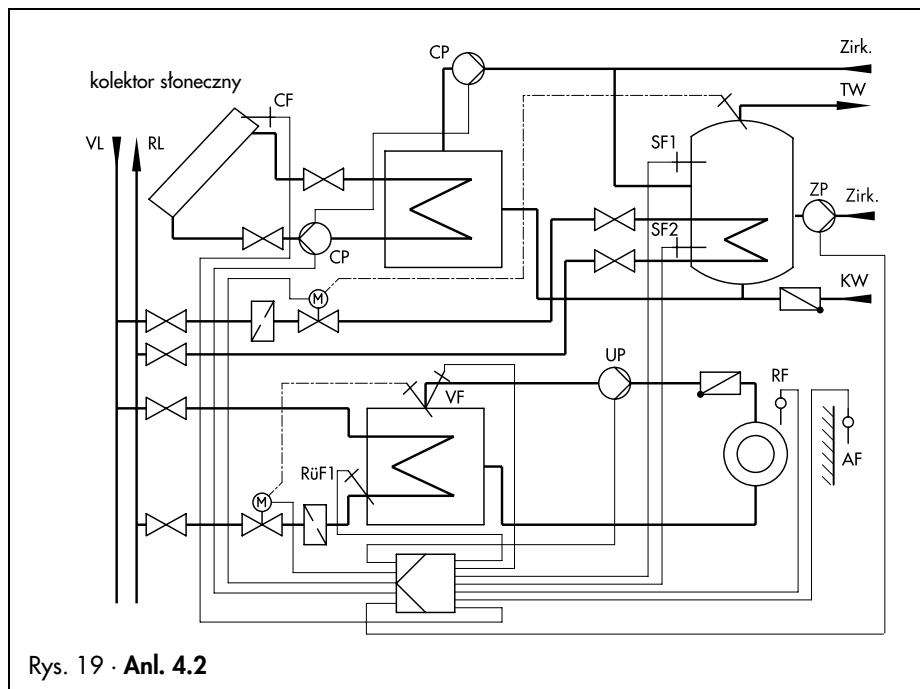 CP
Zirk.
kolektor słoneczny
CF
TW
VL
RL
SF1
ZP
Zirk.
SF2
CP
KW
M
UP
RF
VF
AF
RüF1
M
Rys. 19 · Anl. 4.2